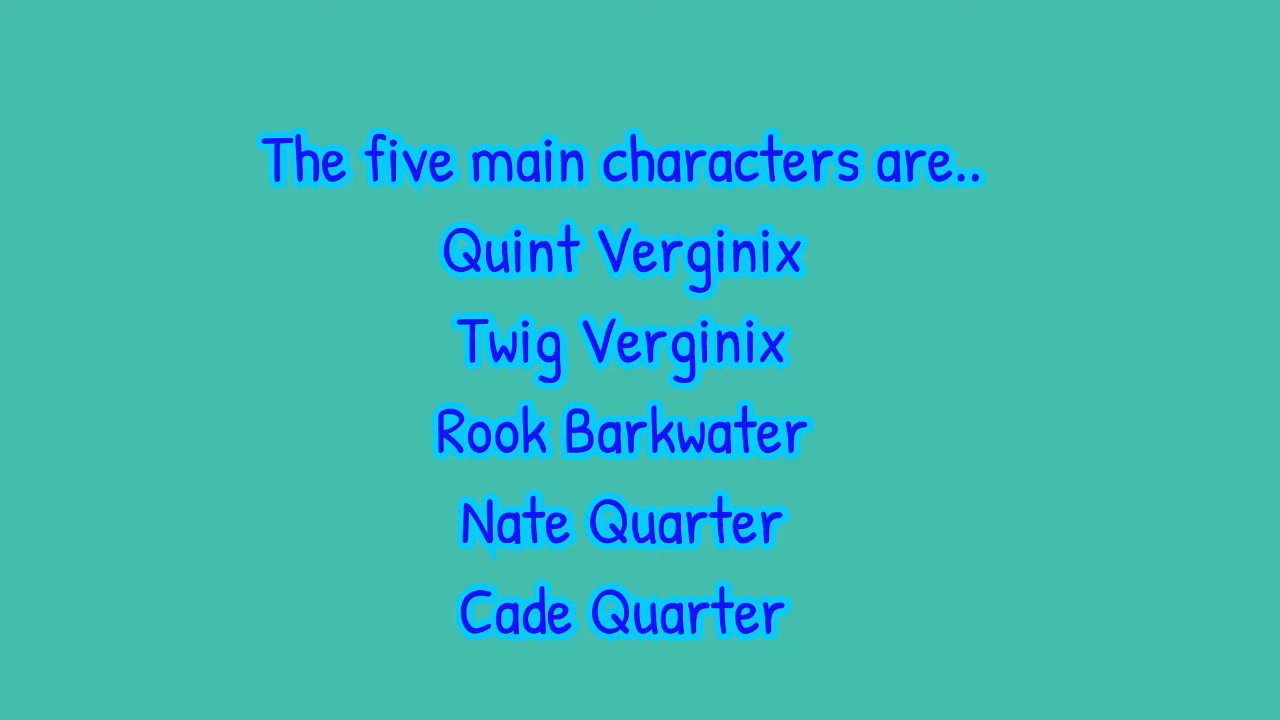 The five main characters are..
Quint Verginix
Twig Verginix
Rook Barkwater
Nate Quarter
Cade Quarter